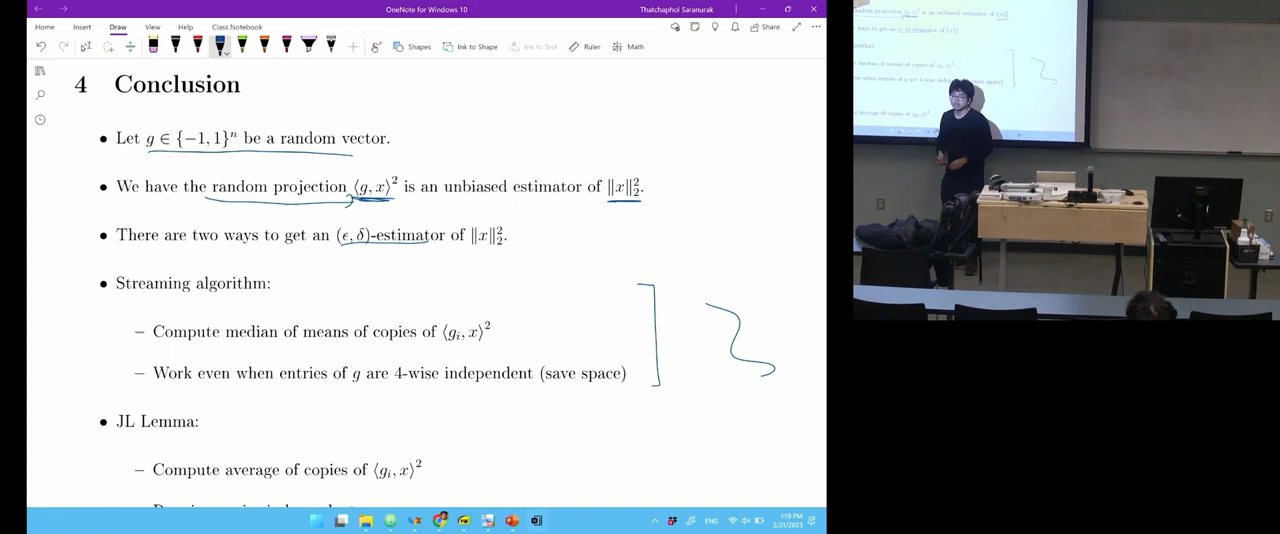 OneNote for Windows 10
Thatchaphol Saranurak
Home Insert Draw View Help Class Notebook
Share
Shapes Ink to Shape Ink to Text Ruler Math
4 Conclusion
• Let g ∈ {−1, 1}ⁿ be a random vector.
• We have the random projection ⟨g, x⟩² is an unbiased estimator of ‖x‖₂².
• There are two ways to get an (ϵ, δ)-estimator of ‖x‖₂².
• Streaming algorithm:
– Compute median of means of copies of ⟨gᵢ, x⟩²
– Work even when entries of g are 4-wise independent (save space)
• JL Lemma:
– Compute average of copies of ⟨gᵢ, x⟩²
ENG
1:19 PM
2/21/2023